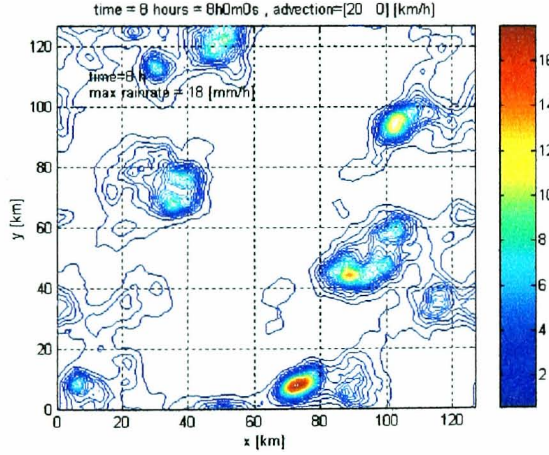 time = 8 hours = 8h0m0s , advection=[20 0] [km/h]
time=8 h
max rainrate = 18 [mm/h]
y [km]
120
100
80
60
40
20
0
0 20 40 60 80 100 120
x [km]
18
16
14
12
10
8
6
4
2